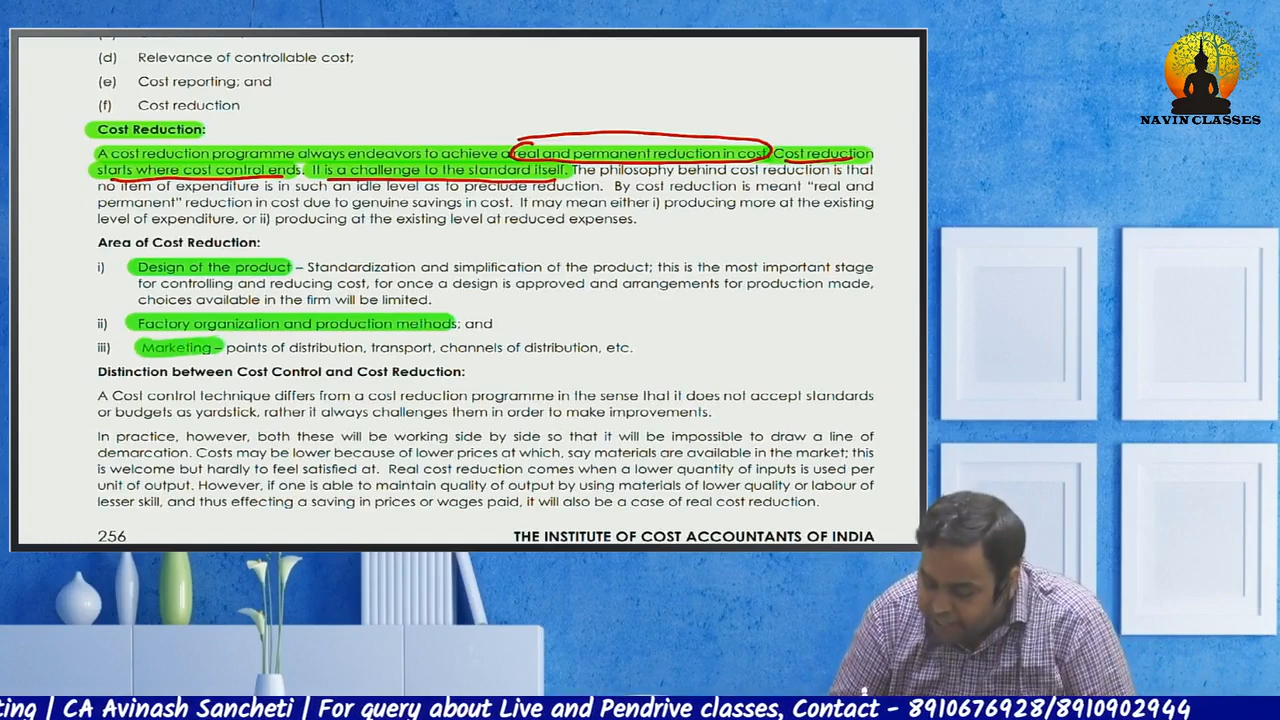 (d) Relevance of controllable cost;
(e) Cost reporting; and
(f) Cost reduction
Cost Reduction:
A cost reduction programme always endeavors to achieve a real and permanent reduction in cost. Cost reduction
starts where cost control ends. It is a challenge to the standard itself. The philosophy behind cost reduction is that
no item of expenditure is in such an idle level as to preclude reduction. By cost reduction is meant “real and
permanent” reduction in cost due to genuine savings in cost. It may mean either i) producing more at the existing
level of expenditure, or ii) producing at the existing level at reduced expenses.
Area of Cost Reduction:
i) Design of the product – Standardization and simplification of the product; this is the most important stage
for controlling and reducing cost, for once a design is approved and arrangements for production made,
choices available in the firm will be limited.
ii) Factory organization and production methods; and
iii) Marketing – points of distribution, transport, channels of distribution, etc.
Distinction between Cost Control and Cost Reduction:
A Cost control technique differs from a cost reduction programme in the sense that it does not accept standards
or budgets as yardstick, rather it always challenges them in order to make improvements.
In practice, however, both these will be working side by side so that it will be impossible to draw a line of
demarcation. Costs may be lower because of lower prices at which, say materials are available in the market; this
is welcome but hardly to feel satisfied at. Real cost reduction comes when a lower quantity of inputs is used per
unit of output. However, if one is able to maintain quality of output by using materials of lower quality or labour of
lesser skill, and thus effecting a saving in prices or wages paid, it will also be a case of real cost reduction.
256 THE INSTITUTE OF COST ACCOUNTANTS OF INDIA
NAVIN CLASSES
ting | CA Avinash Sancheti | For query about Live and Pendrive classes, Contact - 8910676928/8910902944